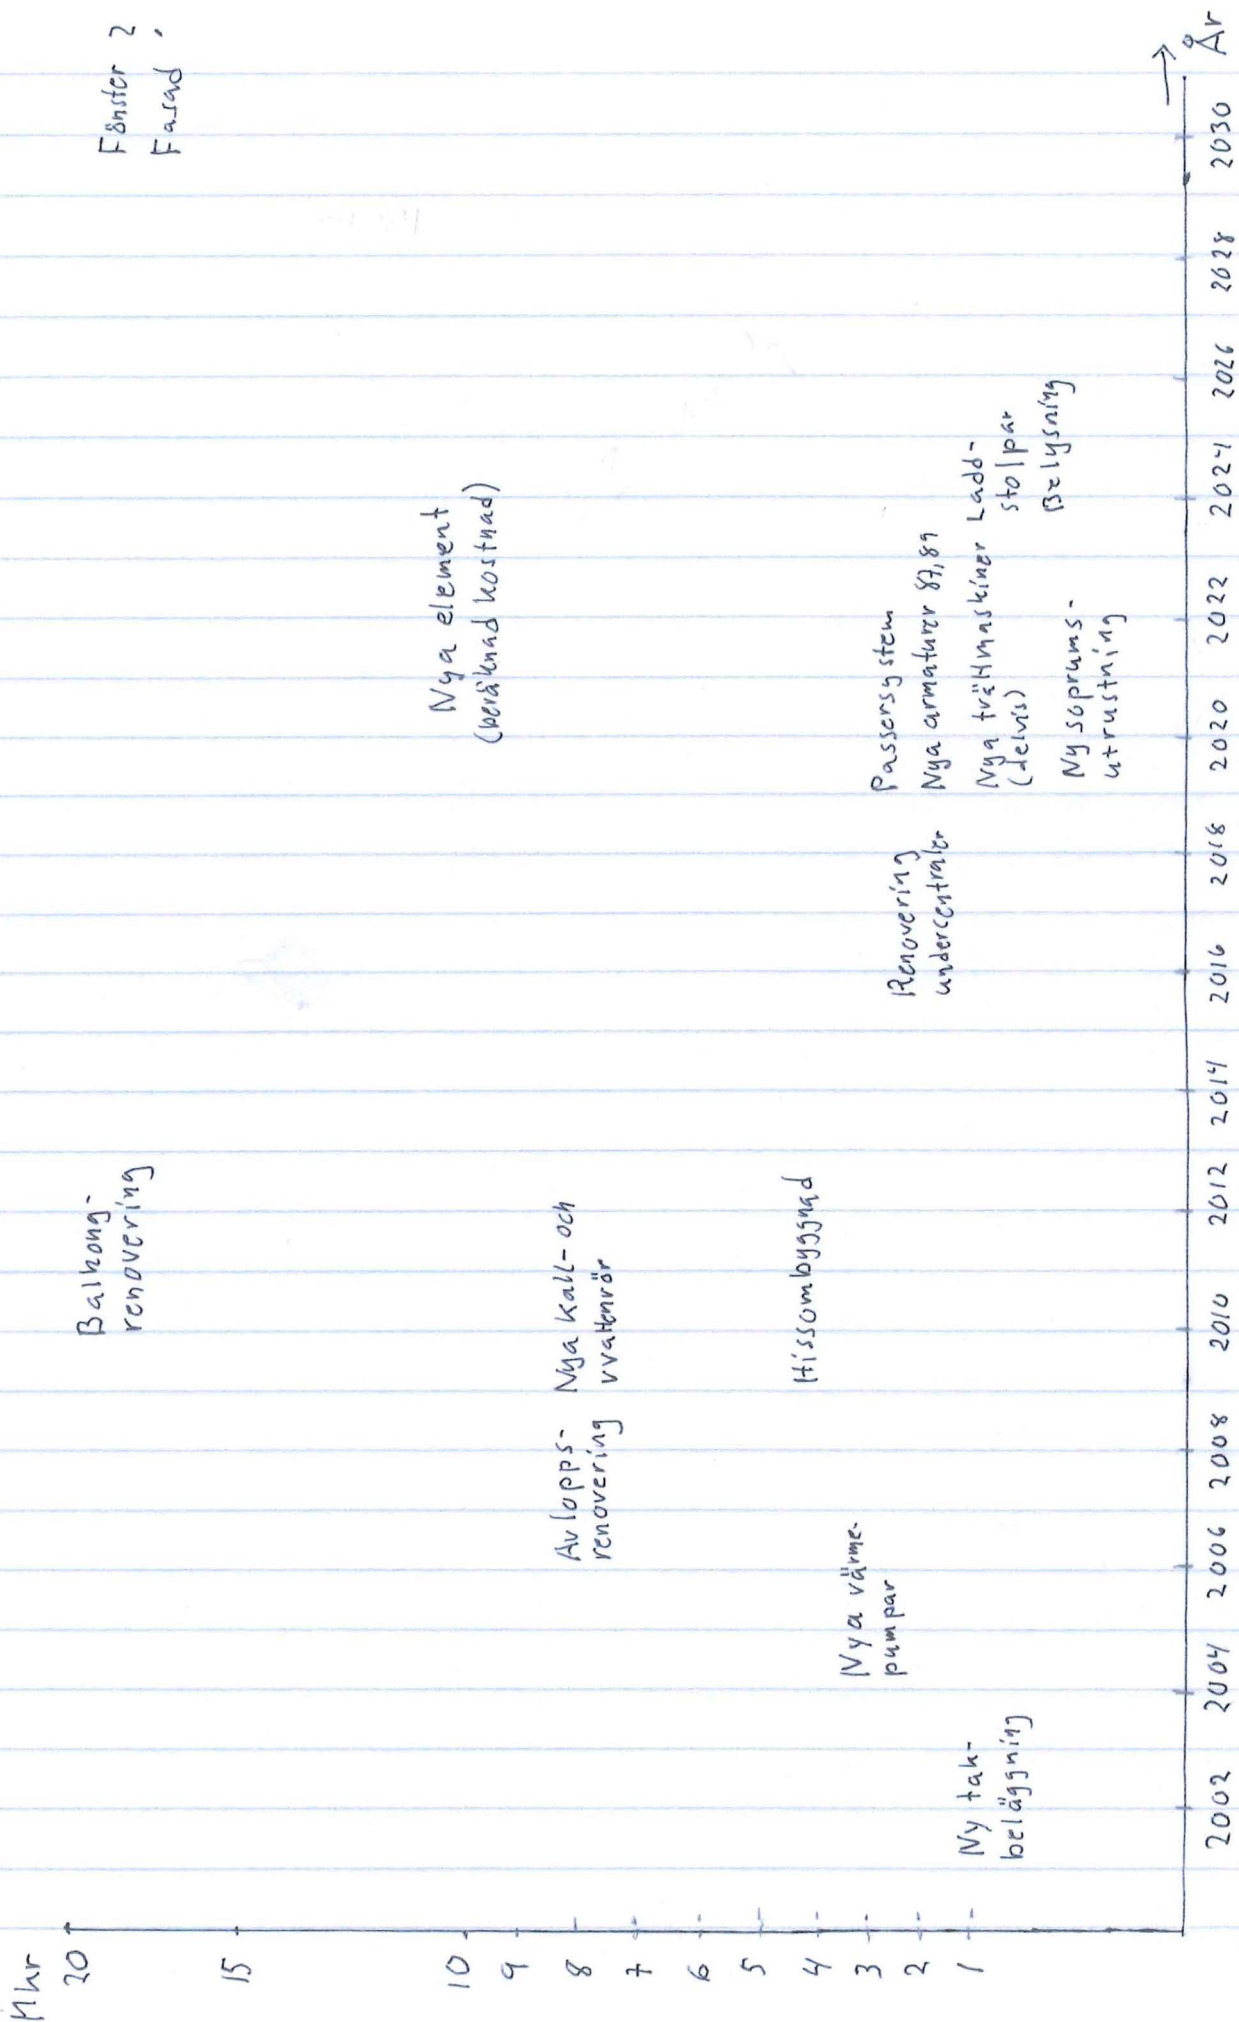 Mkr
20
15
10
9
8
7
6
5
4
3
2
1
Balkong-
renovering
Fönster ?
Fasad
Nya element
(beräknad kostnad)
Avlopps-
renovering
Nya kall- och
vvattenrör
Hissombyggnad
Nya värme-
pumpar
Ny tak-
beläggning
Renovering
undercentraler
Passersystem
Nya armaturer 87,89
Nya tvättmaskiner
(delvis)
Ny soprums-
utrustning
Ladd-
stolpar
Belysning
2002 2004 2006 2008 2010 2012 2014 2016 2018 2020 2022 2024 2026 2028 2030
År